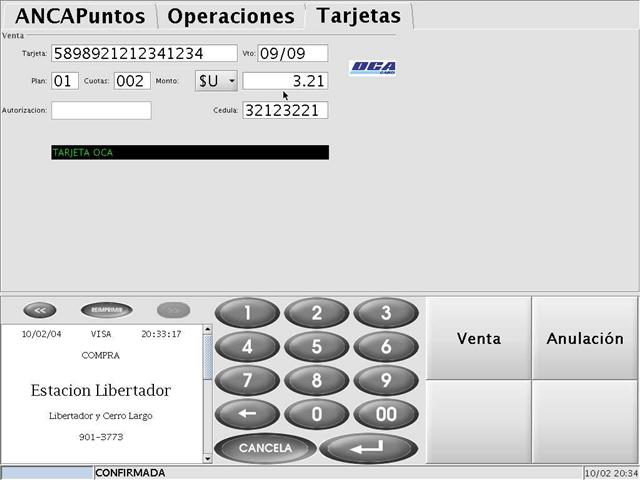 ANCAPuntos Operaciones Tarjetas
Venta
Tarjeta: 5898921212341234 Vto: 09/09
OCA
CARD
Plan: 01 Cuotas: 002 Monto: $U 3.21
Autorizacion: Cedula: 32123221
TARJETA OCA
<< REIMPRIMIR >>
10/02/04 VISA 20:33:17
COMPRA
Estacion Libertador
Libertador y Cerro Largo
901-3773
1 2 3
4 5 6
7 8 9
← 0 00
CANCELA
Venta Anulación
CONFIRMADA 10/02 20:34